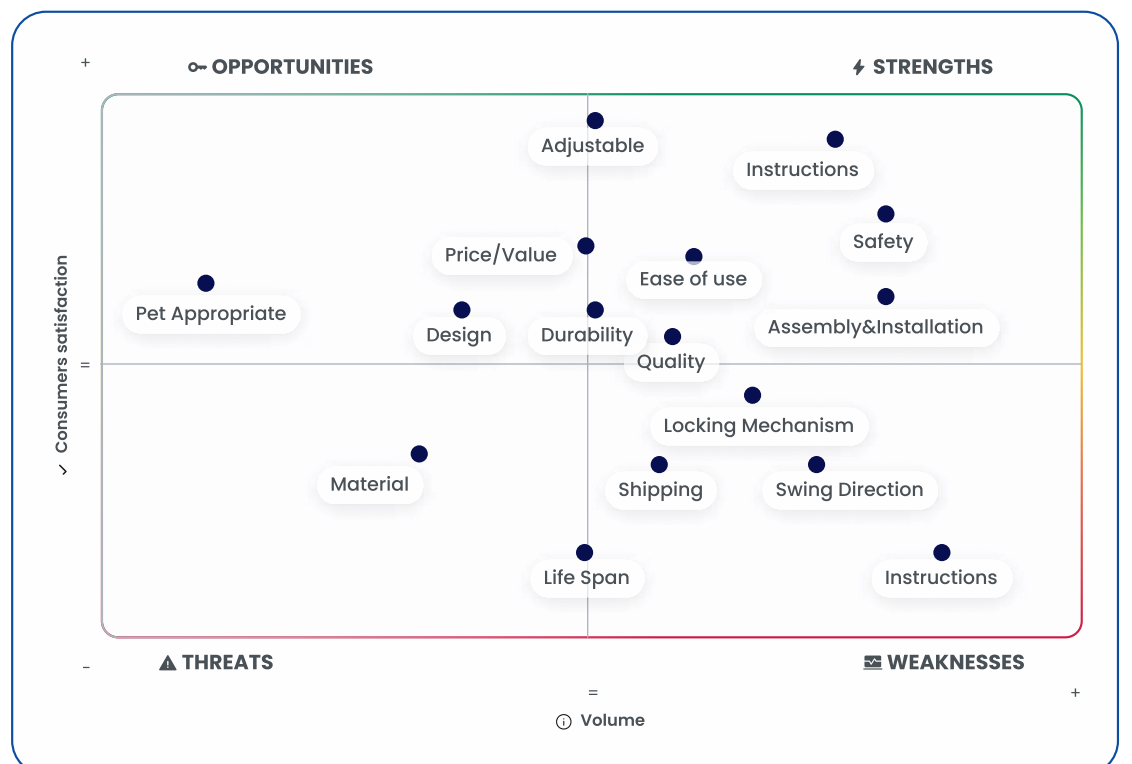 +
OPPORTUNITIES
STRENGTHS
Adjustable
Instructions
Safety
Price/Value
Ease of use
Pet Appropriate
Design
Durability
Assembly&Installation
Quality
Consumers satisfaction
=
Locking Mechanism
Material
Shipping
Swing Direction
Life Span
Instructions
-
THREATS
WEAKNESSES
=
+
Volume